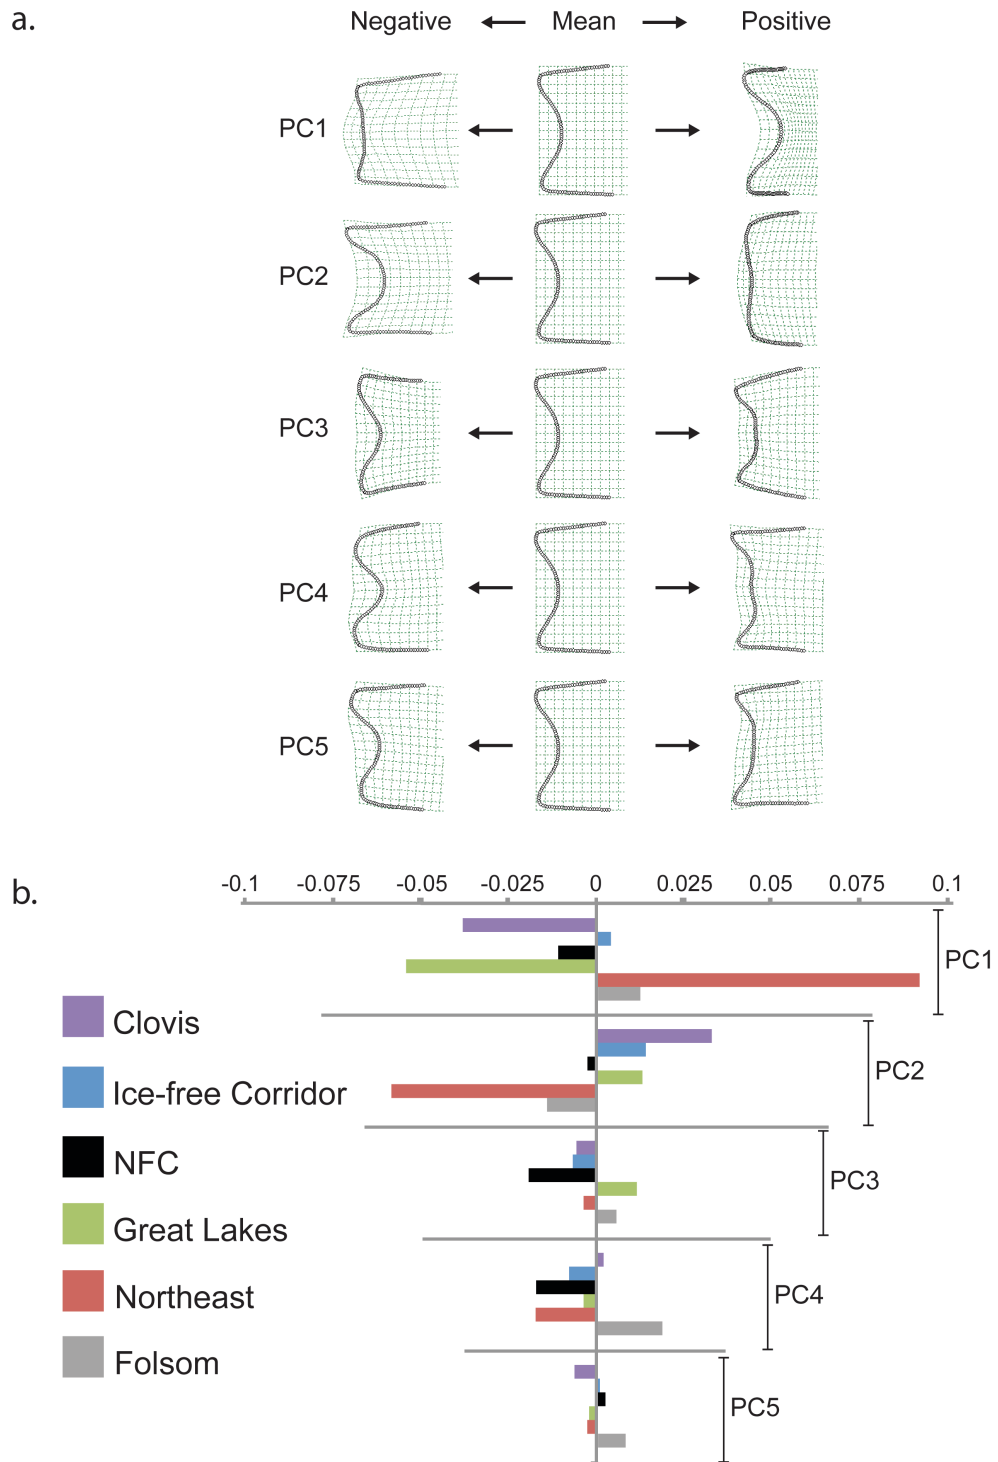 a.
Negative Mean Positive
PC1
PC2
PC3
PC4
PC5
b.
-0.1 -0.075 -0.05 -0.025 0 0.025 0.05 0.075 0.1
PC1
PC2
PC3
PC4
PC5
Clovis
Ice-free Corridor
NFC
Great Lakes
Northeast
Folsom